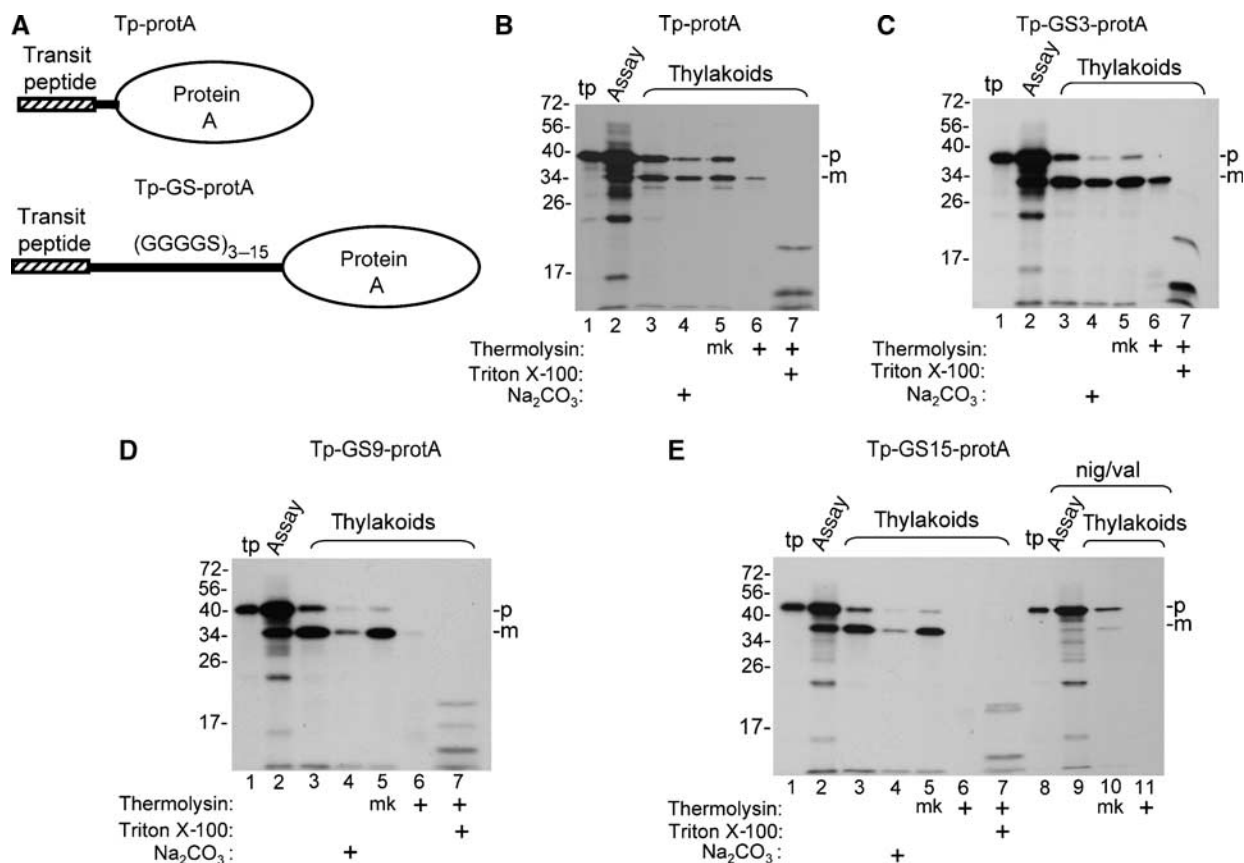 A
Tp-protA
Transit
peptide
Protein
A
Tp-GS-protA
Transit
peptide
(GGGGS)3–15
Protein
A
B
Tp-protA
tp
Assay
Thylakoids
72-
56-
40-
34-
26-
17-
-p
-m
1 2 3 4 5 6 7
Thermolysin: mk + +
Triton X-100: +
Na2CO3 : +
C
Tp-GS3-protA
tp
Assay
Thylakoids
72-
56-
40-
34-
26-
17-
-p
-m
1 2 3 4 5 6 7
Thermolysin: mk + +
Triton X-100: +
Na2CO3 : +
D
Tp-GS9-protA
tp
Assay
Thylakoids
72-
56-
40-
34-
26-
17-
-p
-m
1 2 3 4 5 6 7
Thermolysin: mk + +
Triton X-100: +
Na2CO3 : +
E
Tp-GS15-protA
nig/val
tp
Assay
Thylakoids
tp
Assay
Thylakoids
72-
56-
40-
34-
26-
17-
-p
-m
1 2 3 4 5 6 7 8 9 10 11
Thermolysin: mk + + mk +
Triton X-100: +
Na2CO3 : +